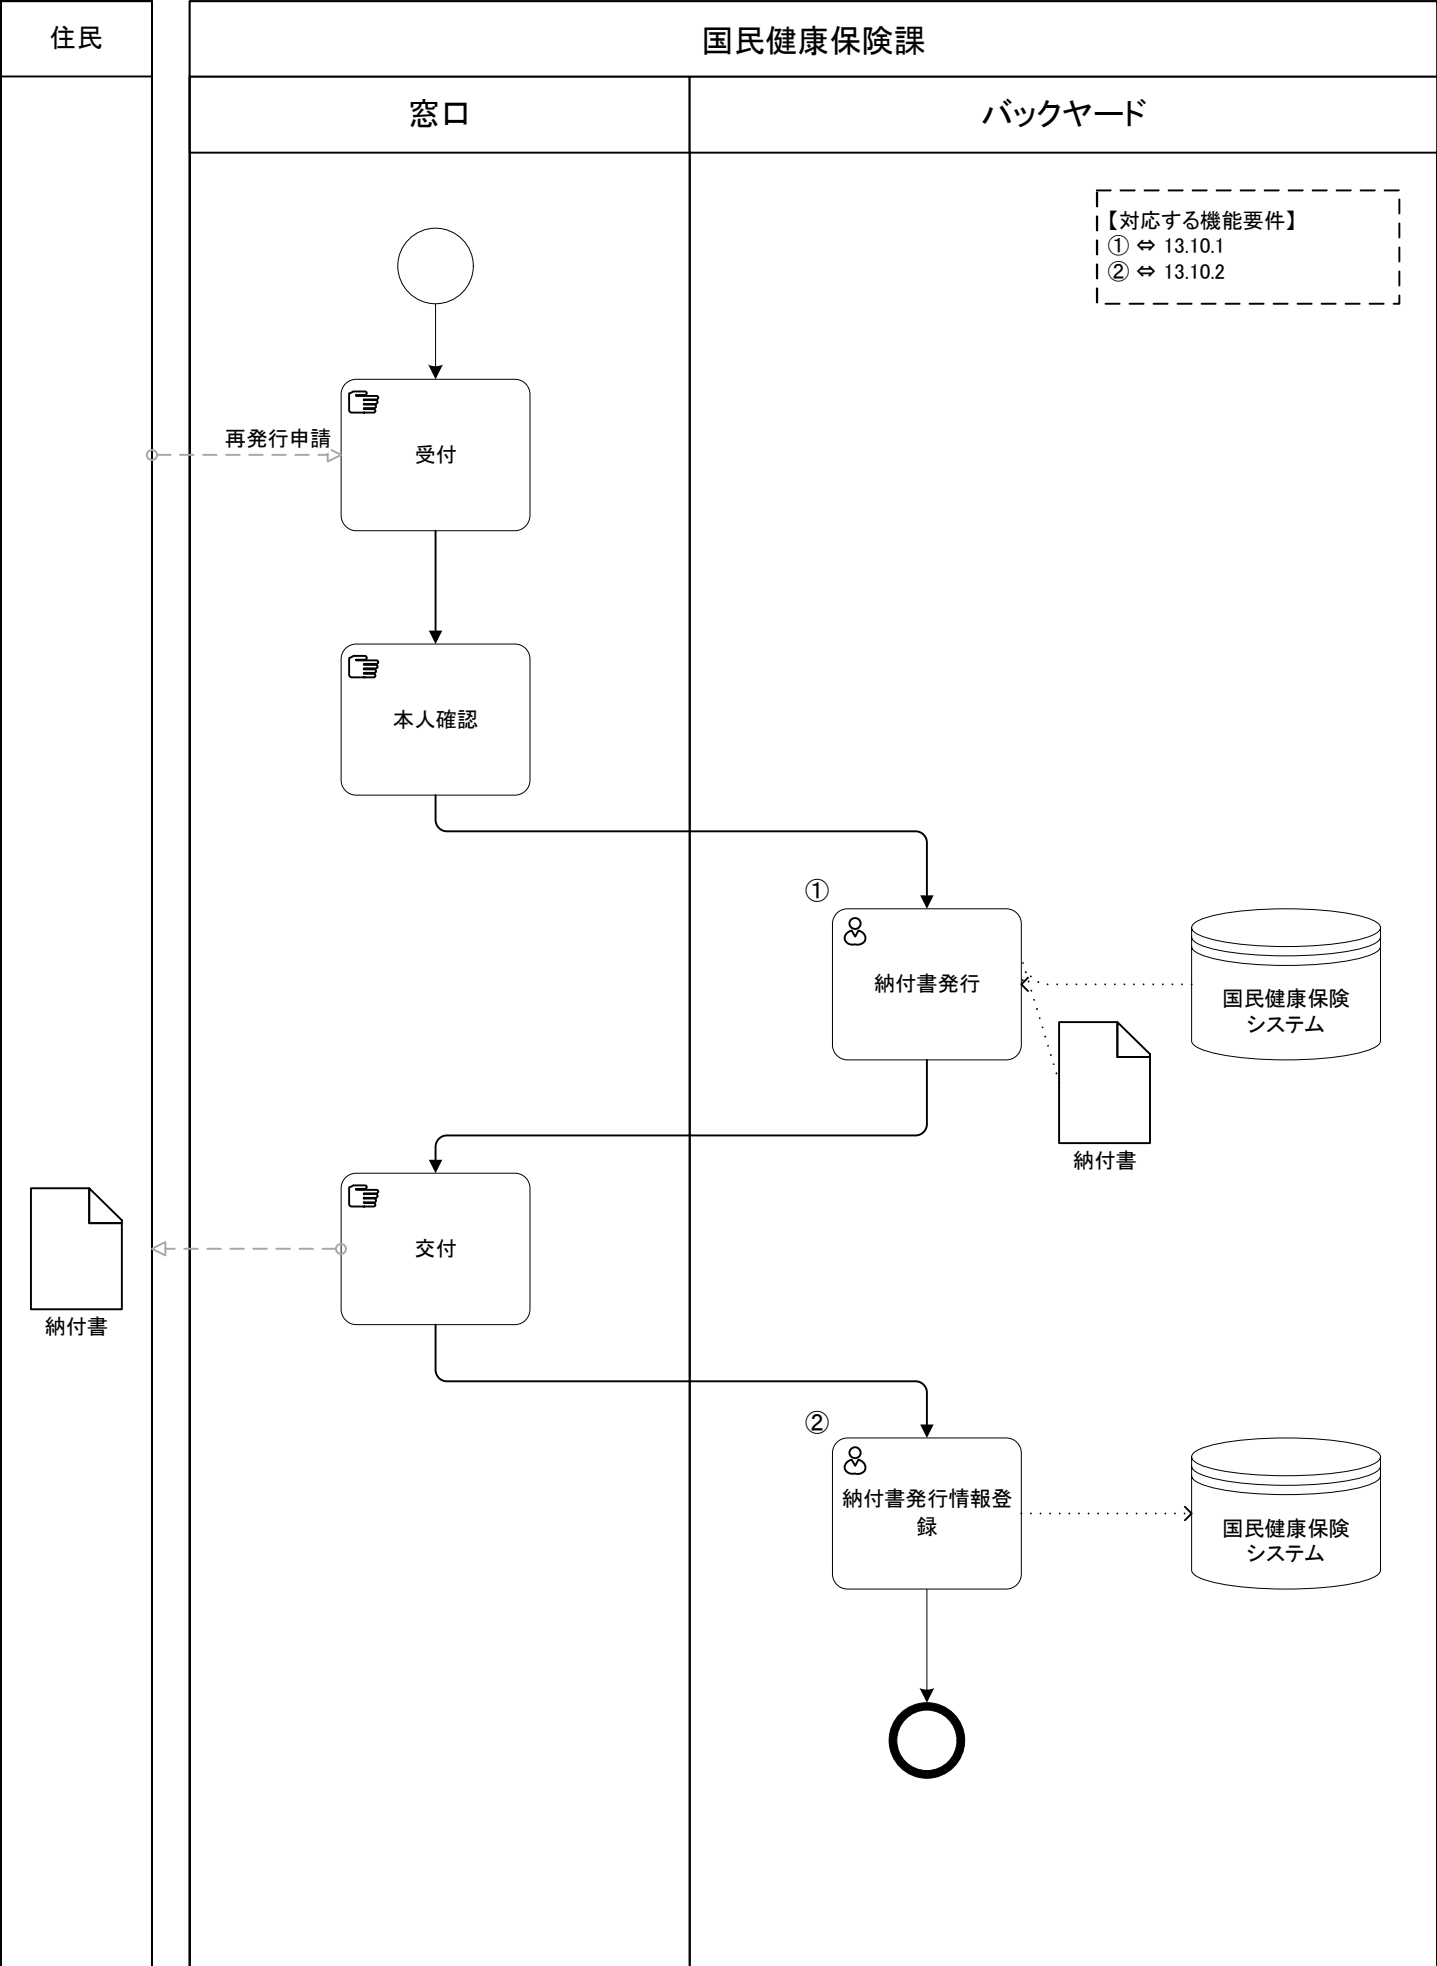 住民
国民健康保険課
窓口
バックヤード
【対応する機能要件】
① ⇔ 13.10.1
② ⇔ 13.10.2
再発行申請
受付
本人確認
①
納付書発行
国民健康保険
システム
納付書
交付
納付書
②
納付書発行情報登
録
国民健康保険
システム